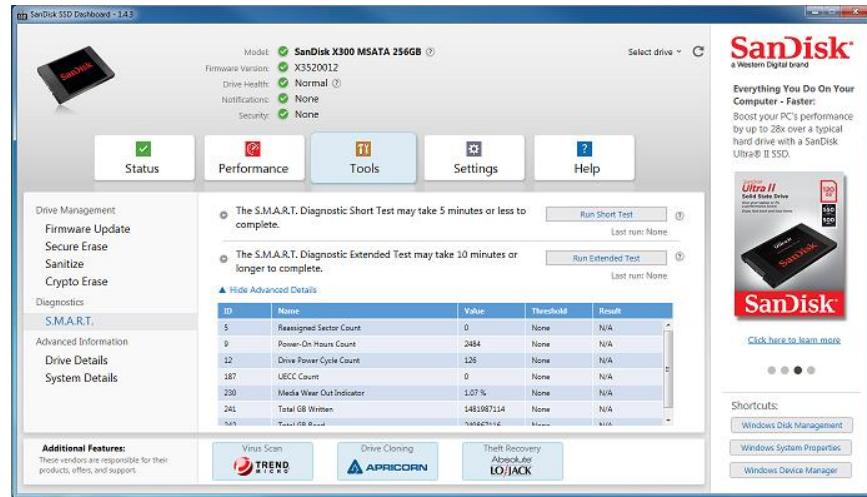 SanDisk SSD Dashboard - 1.4.3
Model: SanDisk X300 MSATA 256GB
Firmware Version: X3520012
Drive Health: Normal
Notifications: None
Security: None
Select drive
Status
Performance
Tools
Settings
Help
Drive Management
Firmware Update
Secure Erase
Sanitize
Crypto Erase
Diagnostics
S.M.A.R.T.
Advanced Information
Drive Details
System Details
The S.M.A.R.T. Diagnostic Short Test may take 5 minutes or less to
complete.
Run Short Test
Last run: None
The S.M.A.R.T. Diagnostic Extended Test may take 10 minutes or
longer to complete.
Run Extended Test
Last run: None
Hide Advanced Details
ID Name Value Threshold Result
5 Reassigned Sector Count 0 None N/A
9 Power-On Hours Count 2484 None N/A
12 Drive Power Cycle Count 126 None N/A
187 UECC Count 0 None N/A
230 Media Wear Out Indicator 1.07 % None N/A
241 Total GB Written 1481987114 None N/A
Additional Features:
These vendors are responsible for their
products, offers, and support.
Virus Scan
TREND
MICRO
Drive Cloning
APRICORN
Theft Recovery
Absolute
LO/JACK
SanDisk
a Western Digital brand
Everything You Do On Your
Computer - Faster:
Boost your PC's performance
by up to 28x over a typical
hard drive with a SanDisk
Ultra® II SSD.
SanDisk
Ultra II
Solid State Drive
SanDisk
SanDisk
Click here to learn more
Shortcuts:
Windows Disk Management
Windows System Properties
Windows Device Manager